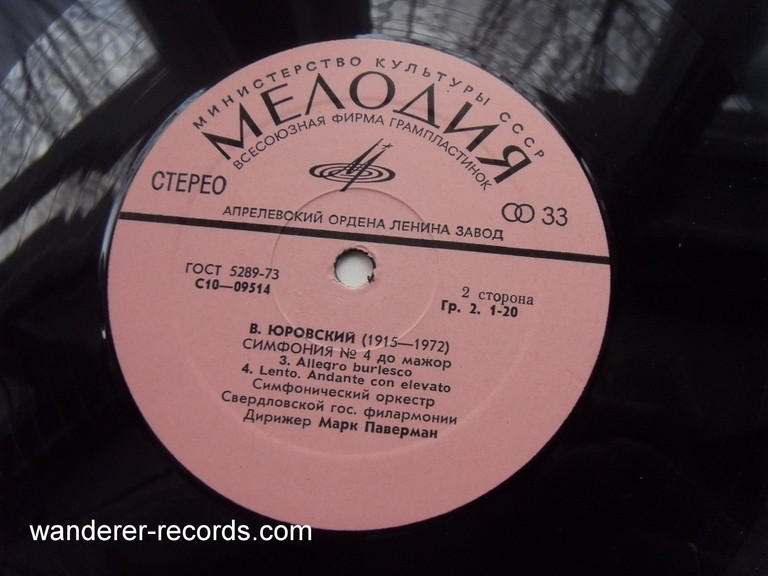 МИНИСТЕРСТВО КУЛЬТУРЫ СССР
МЕЛОДИЯ
ВСЕСОЮЗНАЯ ФИРМА ГРАМПЛАСТИНОК
СТЕРЕО
33
АПРЕЛЕВСКИЙ ОРДЕНА ЛЕНИНА ЗАВОД
ГОСТ 5289-73
С10—09514
2 сторона
Гр. 2. 1-20
В. ЮРОВСКИЙ (1915—1972)
СИМФОНИЯ № 4 до мажор
3. Allegro burlesco
4. Lento. Andante con elevato
Симфонический оркестр
Свердловской гос. филармонии
Дирижер Марк Паверман
wanderer-records.com